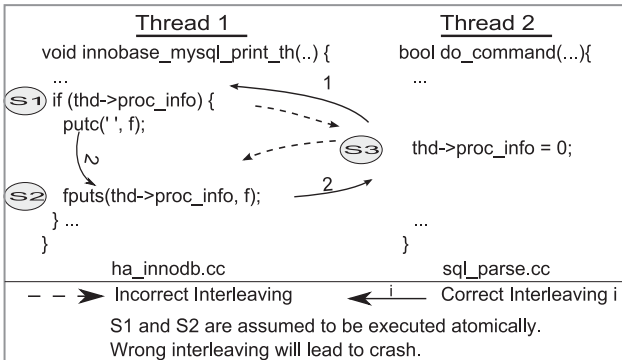 Thread 1
Thread 2
void innobase_mysql_print_th(..) {
bool do_command(...){
...
...
1
S1 if (thd->proc_info) {
putc(' ', f);
S3 thd->proc_info = 0;
2
S2 fputs(thd->proc_info, f);
2
} ...
...
}
}
ha_innodb.cc
sql_parse.cc
Incorrect Interleaving
i
Correct Interleaving i
S1 and S2 are assumed to be executed atomically.
Wrong interleaving will lead to crash.